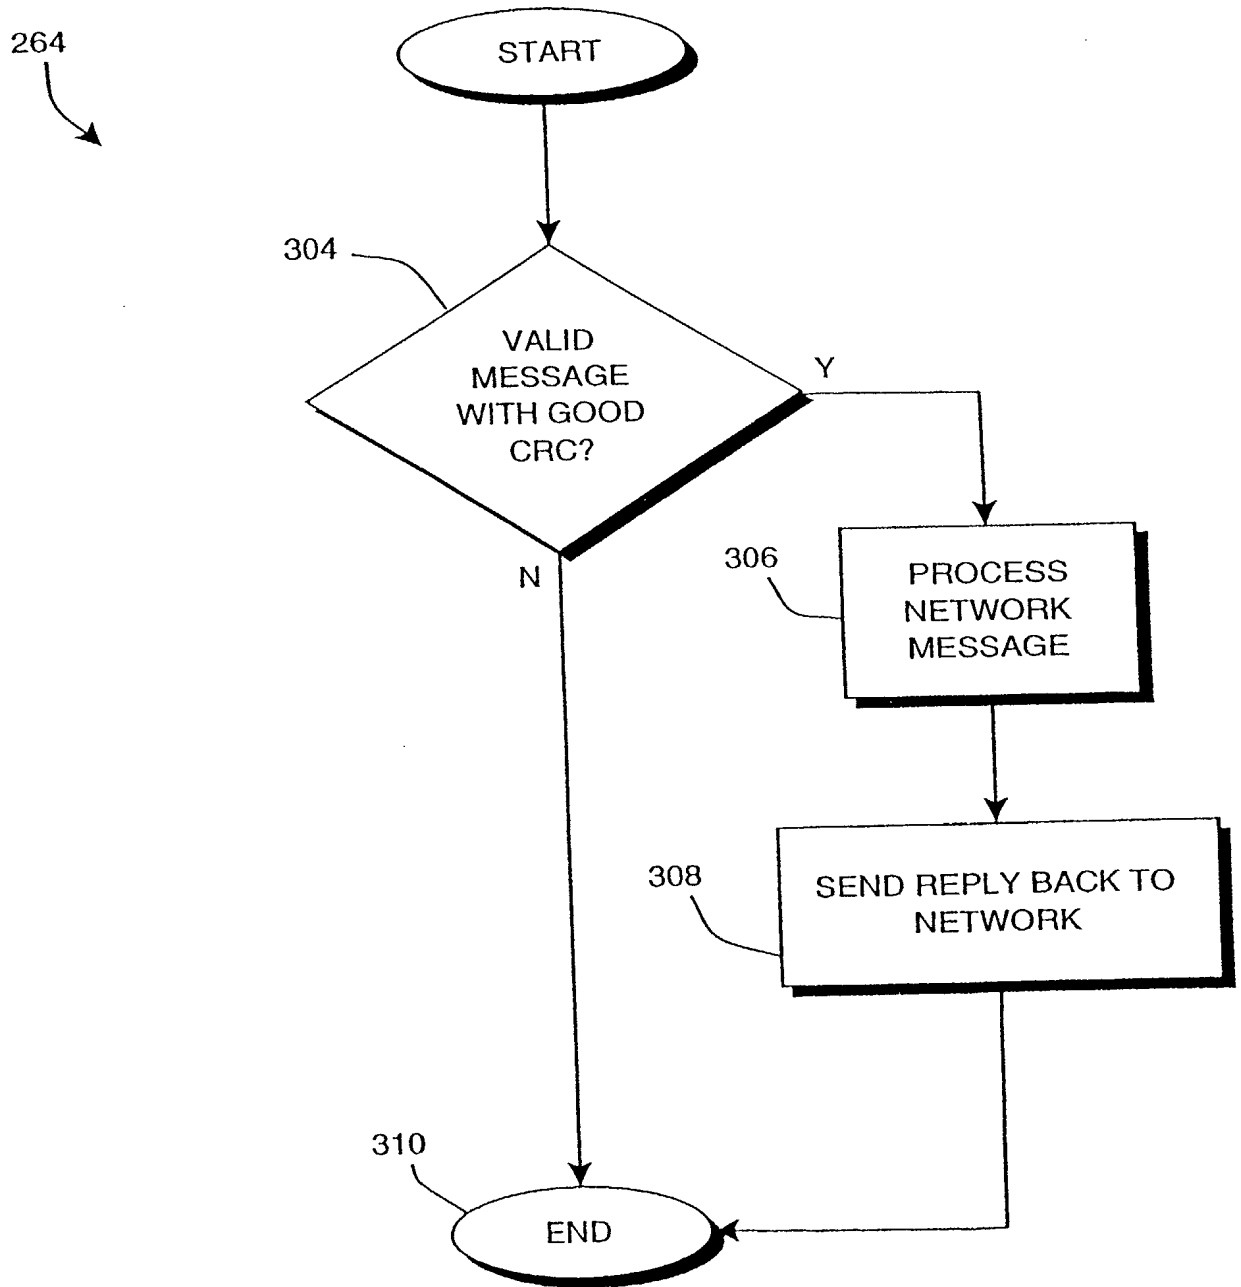 264
START
304
VALID
MESSAGE
WITH GOOD
CRC?
Y
N
306
PROCESS
NETWORK
MESSAGE
308
SEND REPLY BACK TO
NETWORK
310
END